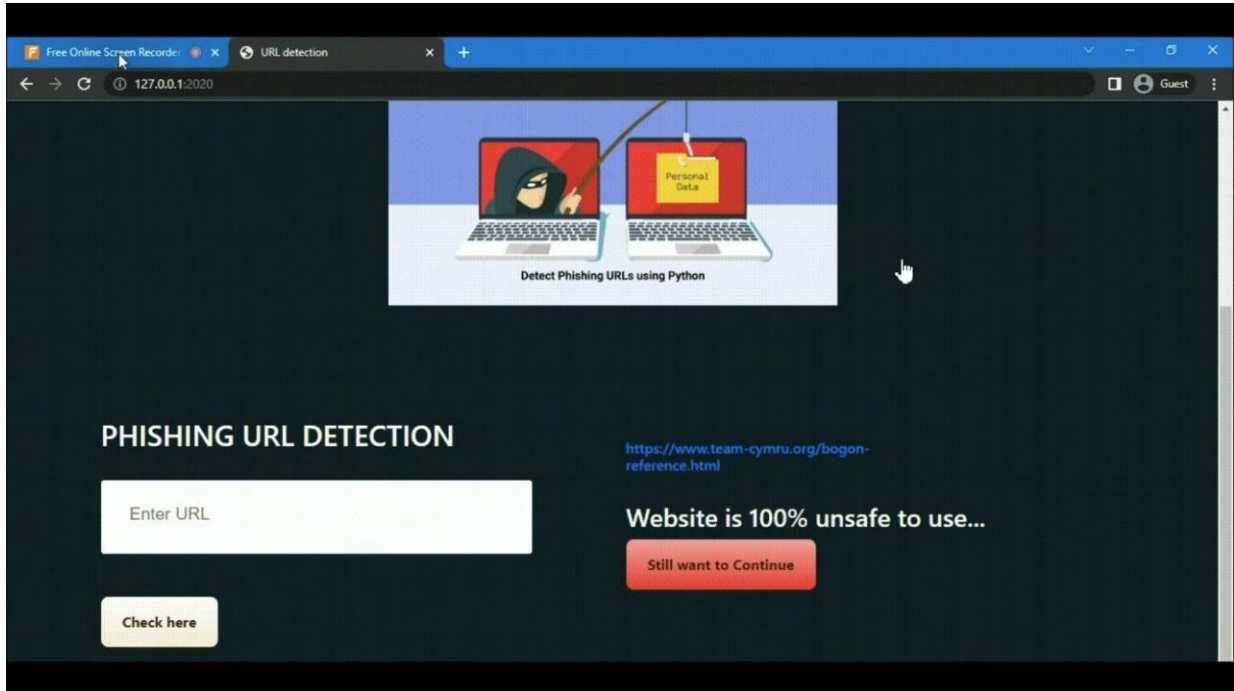 Free Online Screen Recorder
URL detection
127.0.0.1:2020
Guest
Personal
Data
Detect Phishing URLs using Python
PHISHING URL DETECTION
Enter URL
Check here
https://www.team-cymru.org/bogon-
reference.html
Website is 100% unsafe to use...
Still want to Continue